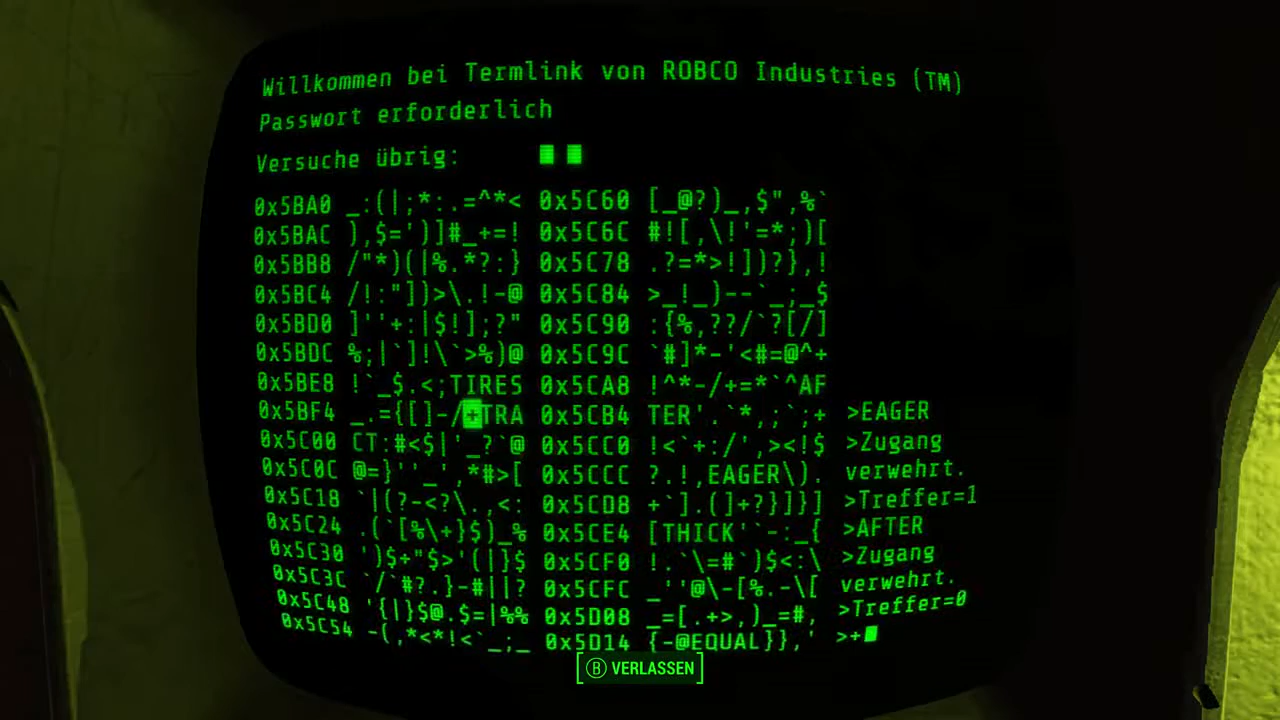 Willkommen bei Termlink von ROBCO Industries (TM)
Passwort erforderlich
Versuche übrig:
0x5BA0 _:(|;*:.=^*< 0x5C60 [_@?)_,$",%`
0x5BAC ),$=')]#_+=! 0x5C6C #![,\!'=*;)[
0x5BB8 /"*)(|%.*?:} 0x5C78 .?=*>!])?},!
0x5BC4 /!:"])>\.!-@ 0x5C84 >_!_)--`_;_$
0x5BD0 ]''+:|$!];?" 0x5C90 :{%,??/`?[/]
0x5BDC %;|`]!\`>%)@ 0x5C9C `#]*-'<#=@^+
0x5BE8 !`_$.<;TIRES 0x5CA8 !^*-/+=*`^AF
0x5BF4 _.={[]-/+TRA 0x5CB4 TER'.`*,;`;+ >EAGER
0x5C00 CT:#<$|'_?`@ 0x5CC0 !<`+:/',><!$ >Zugang
0x5C0C @=}''_',*#>[ 0x5CCC ?.!,EAGER\). verwehrt.
0x5C18 `|(?-<?\.,<: 0x5CD8 +`].(]+?}]}] >Treffer=1
0x5C24 .(`[%\+}$)_% 0x5CE4 [THICK'`-:_{ >AFTER
0x5C30 ')$+"$>'(|}$ 0x5CF0 !.`\=#`)$<:\ >Zugang
0x5C3C `/`#?.}-#||? 0x5CFC _''@\-[%.-\[ verwehrt.
0x5C48 '{|}$@.$=|%% 0x5D08 _=[.+>,)_=#, >Treffer=0
0x5C54 -(,*<*!<`_;_ 0x5D14 {-@EQUAL}},' >+
B VERLASSEN